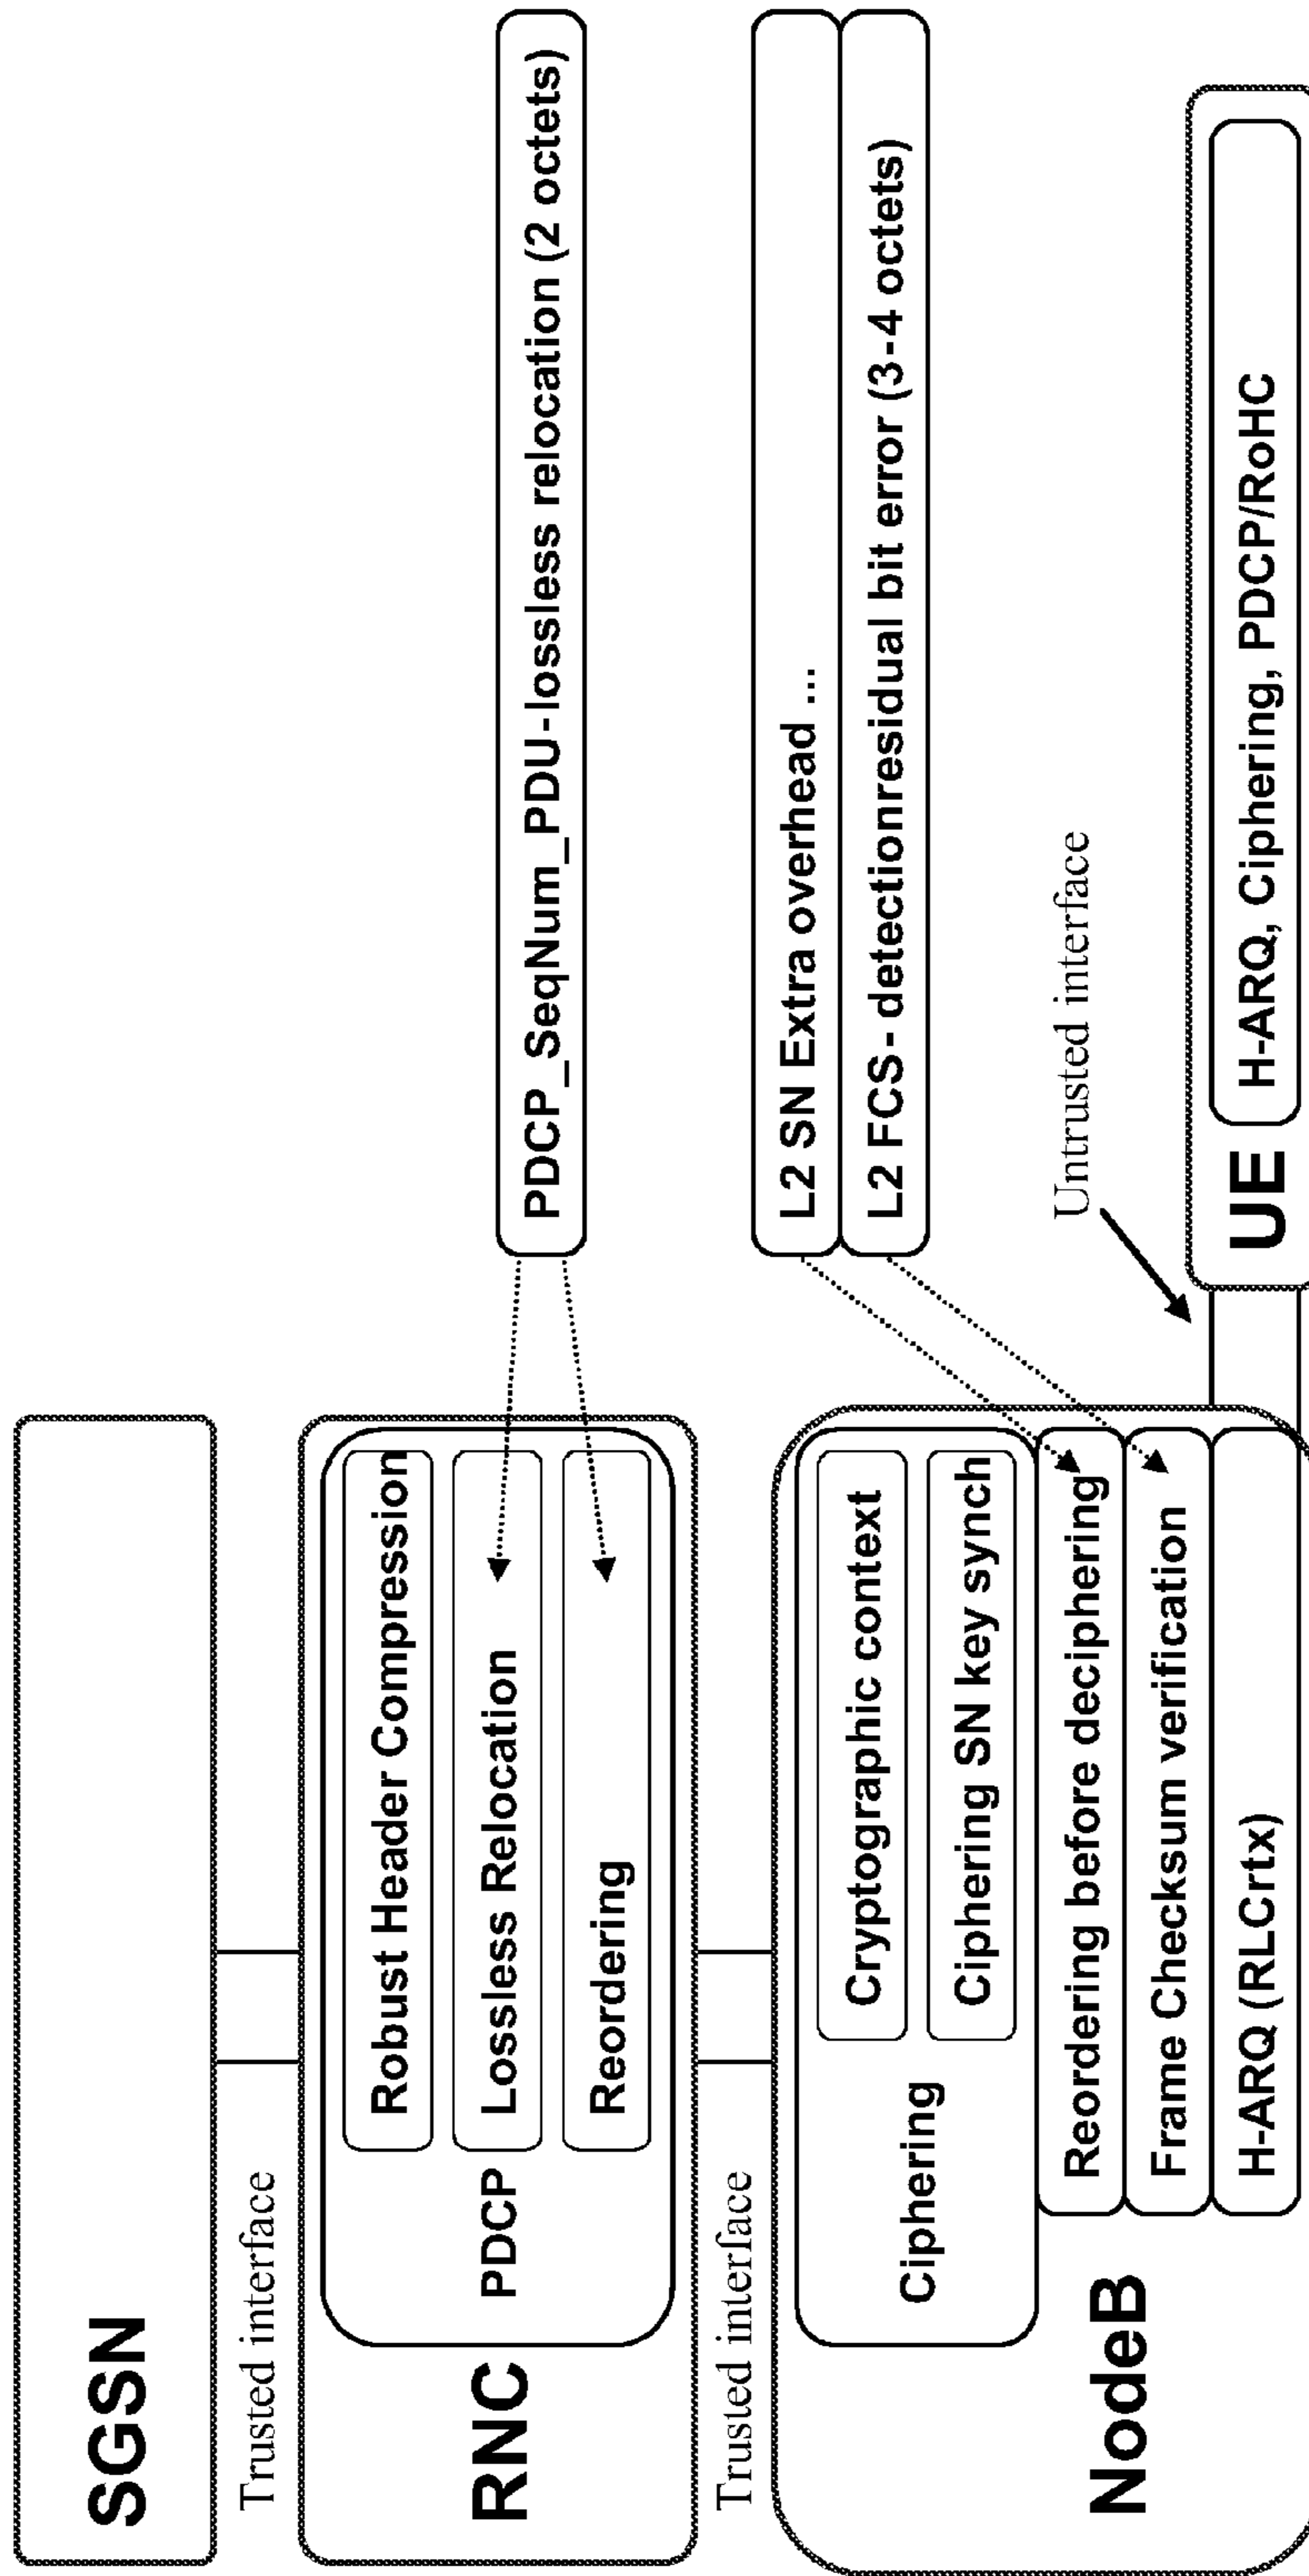 SGSN
Trusted interface
RNC
PDCP
Robust Header Compression
Lossless Relocation
Reordering
PDCP_SeqNum_PDU-lossless relocation (2 octets)
Trusted interface
NodeB
Ciphering
Cryptographic context
Ciphering SN key synch
Reordering before deciphering
Frame Checksum verification
H-ARQ (RLCrtx)
L2 SN Extra overhead ...
L2 FCS- detectionresidual bit error (3-4 octets)
Untrusted interface
UE
H-ARQ, Ciphering, PDCP/RoHC